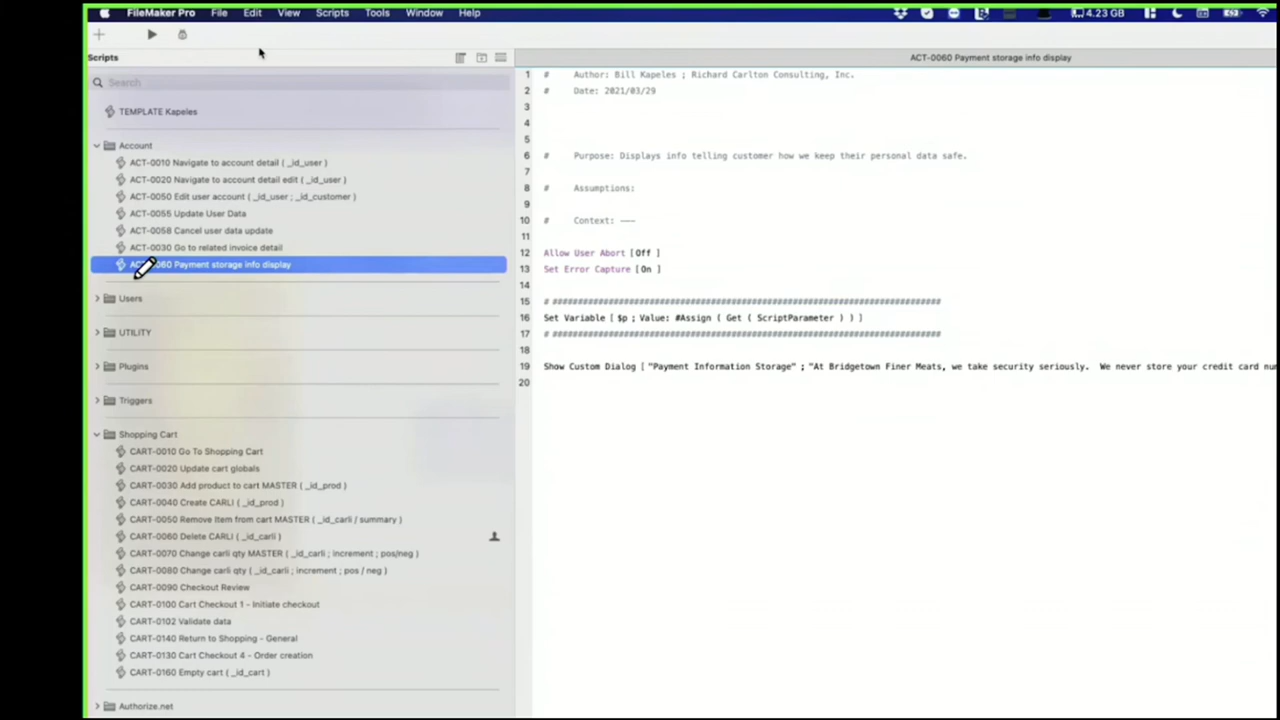 FileMaker Pro File Edit View Scripts Tools Window Help 4.23 GB
Scripts
Search
TEMPLATE Kapeles
Account
ACT-0010 Navigate to account detail ( _id_user )
ACT-0020 Navigate to account detail edit ( _id_user )
ACT-0050 Edit user account ( _id_user ; _id_customer )
ACT-0055 Update User Data
ACT-0058 Cancel user data update
ACT-0030 Go to related invoice detail
ACT-0060 Payment storage info display
Users
UTILITY
Plugins
Triggers
Shopping Cart
CART-0010 Go To Shopping Cart
CART-0020 Update cart globals
CART-0030 Add product to cart MASTER ( _id_prod )
CART-0040 Create CARLI ( _id_prod )
CART-0050 Remove Item from cart MASTER ( _id_carli / summary )
CART-0060 Delete CARLI ( _id_carli )
CART-0070 Change carli qty MASTER ( _id_carli ; increment ; pos/neg )
CART-0080 Change carli qty ( _id_carli ; increment ; pos / neg )
CART-0090 Checkout Review
CART-0100 Cart Checkout 1 - Initiate checkout
CART-0102 Validate data
CART-0140 Return to Shopping - General
CART-0130 Cart Checkout 4 - Order creation
CART-0160 Empty cart ( _id_cart )
Authorize.net
ACT-0060 Payment storage info display
1 # Author: Bill Kapeles ; Richard Carlton Consulting, Inc.
2 # Date: 2021/03/29
3
4
5
6 # Purpose: Displays info telling customer how we keep their personal data safe.
7
8 # Assumptions:
9
10 # Context: ———
11
12 Allow User Abort [ Off ]
13 Set Error Capture [ On ]
14
15 # ########################################################################
16 Set Variable [ $p ; Value: #Assign ( Get ( ScriptParameter ) ) ]
17 # ########################################################################
18
19 Show Custom Dialog [ "Payment Information Storage" ; "At Bridgetown Finer Meats, we take security seriously. We never store your credit card nu
20